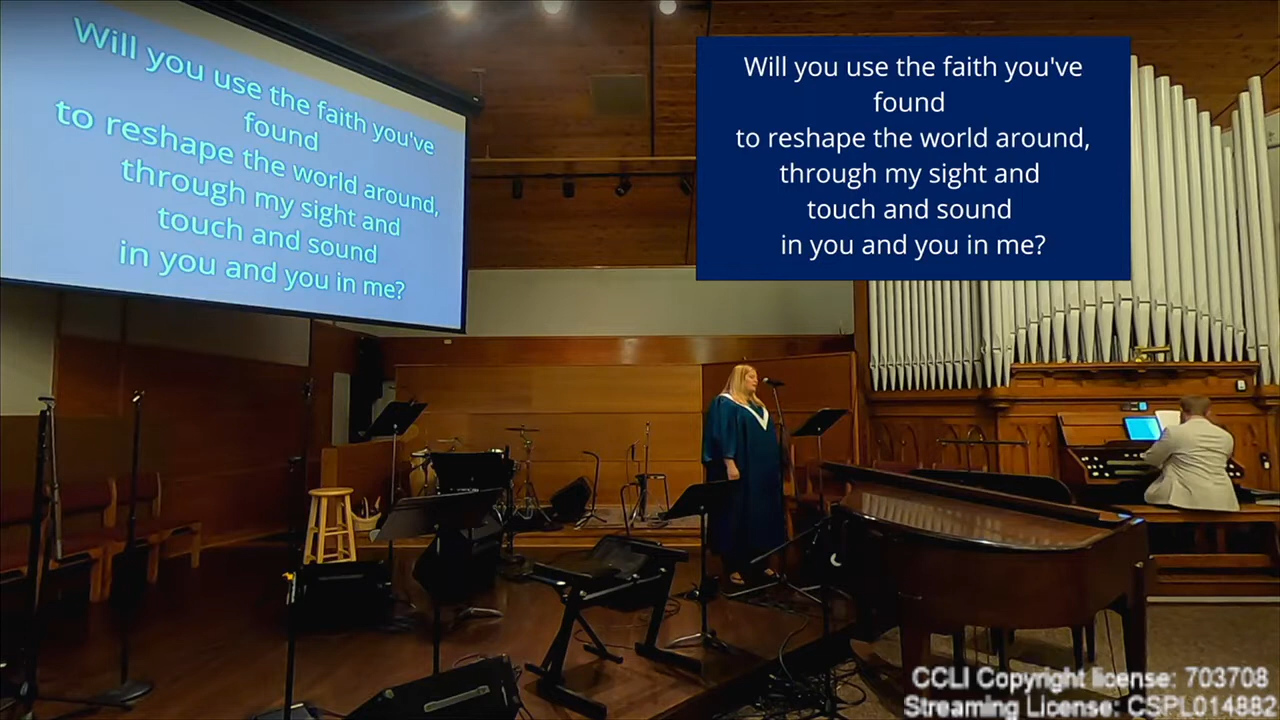 Will you use the faith you've
found
to reshape the world around,
through my sight and
touch and sound
in you and you in me?
Will you use the faith you've
found
to reshape the world around,
through my sight and
touch and sound
in you and you in me?
CCLI Copyright license: 703708
Streaming License: CSPL014882